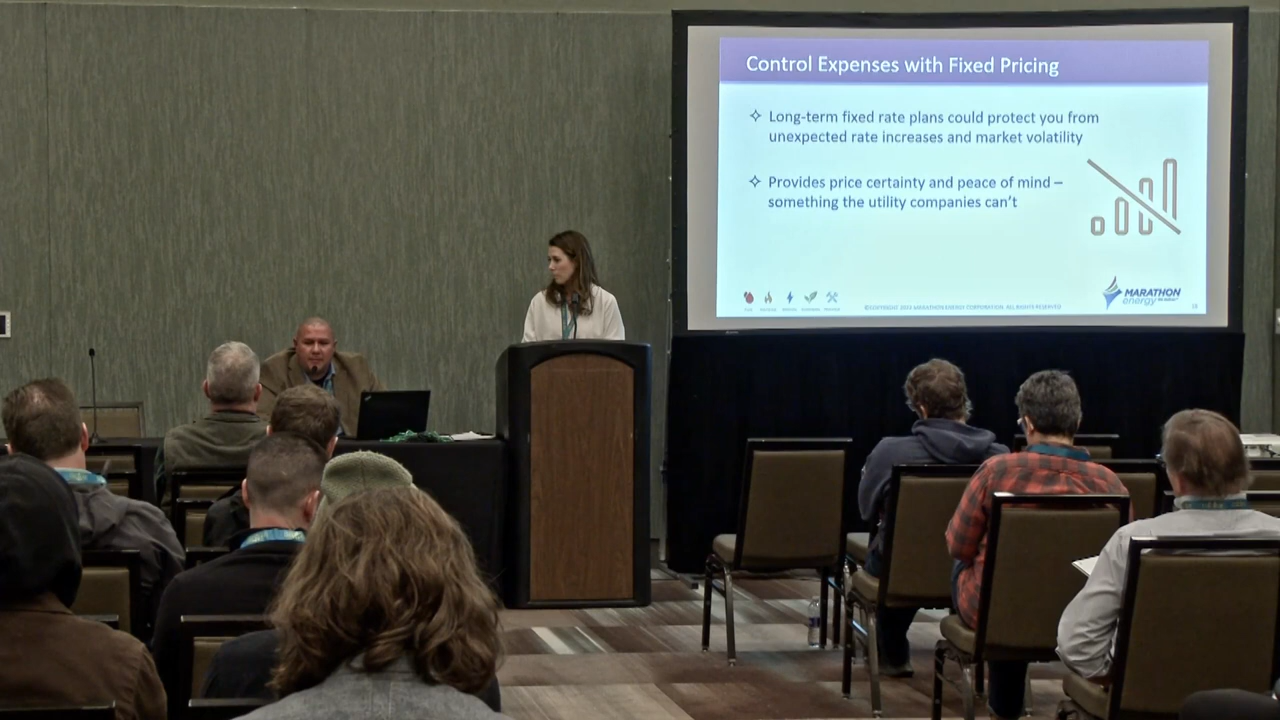 Control Expenses with Fixed Pricing
Long-term fixed rate plans could protect you from
unexpected rate increases and market volatility
Provides price certainty and peace of mind –
something the utility companies can't
MARATHON
energy